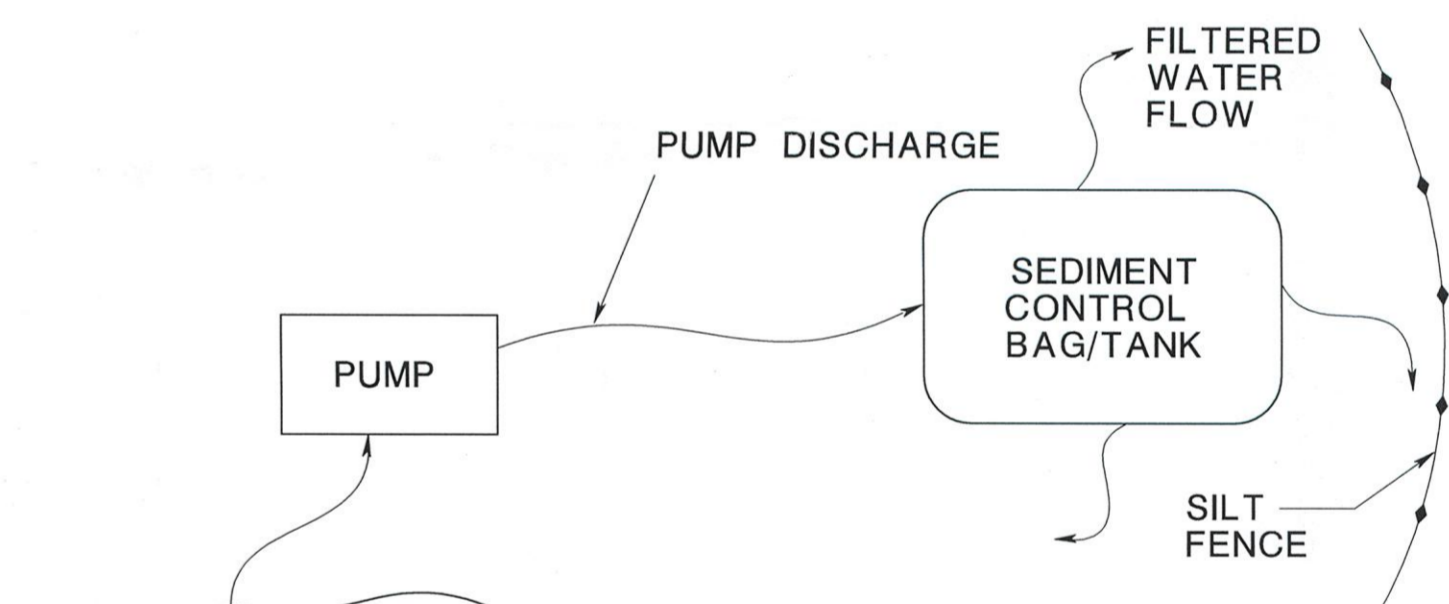 FILTERED
WATER
FLOW
PUMP DISCHARGE
SEDIMENT
CONTROL
BAG/TANK
PUMP
SILT
FENCE